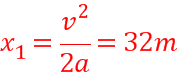 x₁ = v²/2a = 32m